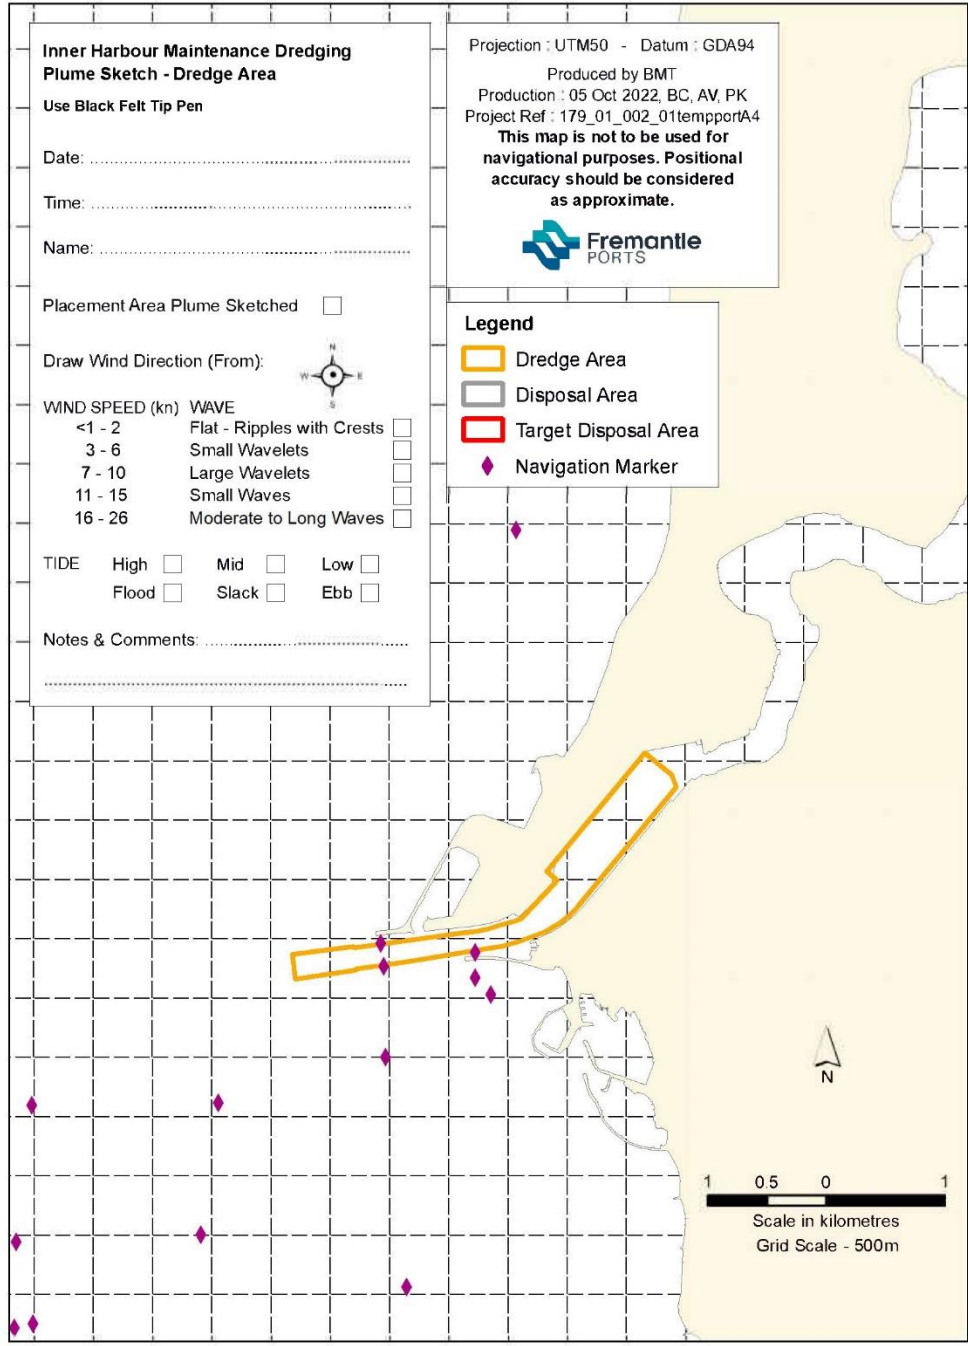 Inner Harbour Maintenance Dredging
Plume Sketch - Dredge Area
Use Black Felt Tip Pen
Date:
Time:
Name:
Placement Area Plume Sketched
Draw Wind Direction (From):
N
W E
S
WIND SPEED (kn) WAVE
<1 - 2 Flat - Ripples with Crests
3 - 6 Small Wavelets
7 - 10 Large Wavelets
11 - 15 Small Waves
16 - 26 Moderate to Long Waves
TIDE High Mid Low
Flood Slack Ebb
Notes & Comments:
Projection : UTM50 - Datum : GDA94
Produced by BMT
Production : 05 Oct 2022, BC, AV, PK
Project Ref : 179_01_002_01tempportA4
This map is not to be used for
navigational purposes. Positional
accuracy should be considered
as approximate.
Fremantle
PORTS
Legend
Dredge Area
Disposal Area
Target Disposal Area
Navigation Marker
N
1 0.5 0 1
Scale in kilometres
Grid Scale - 500m